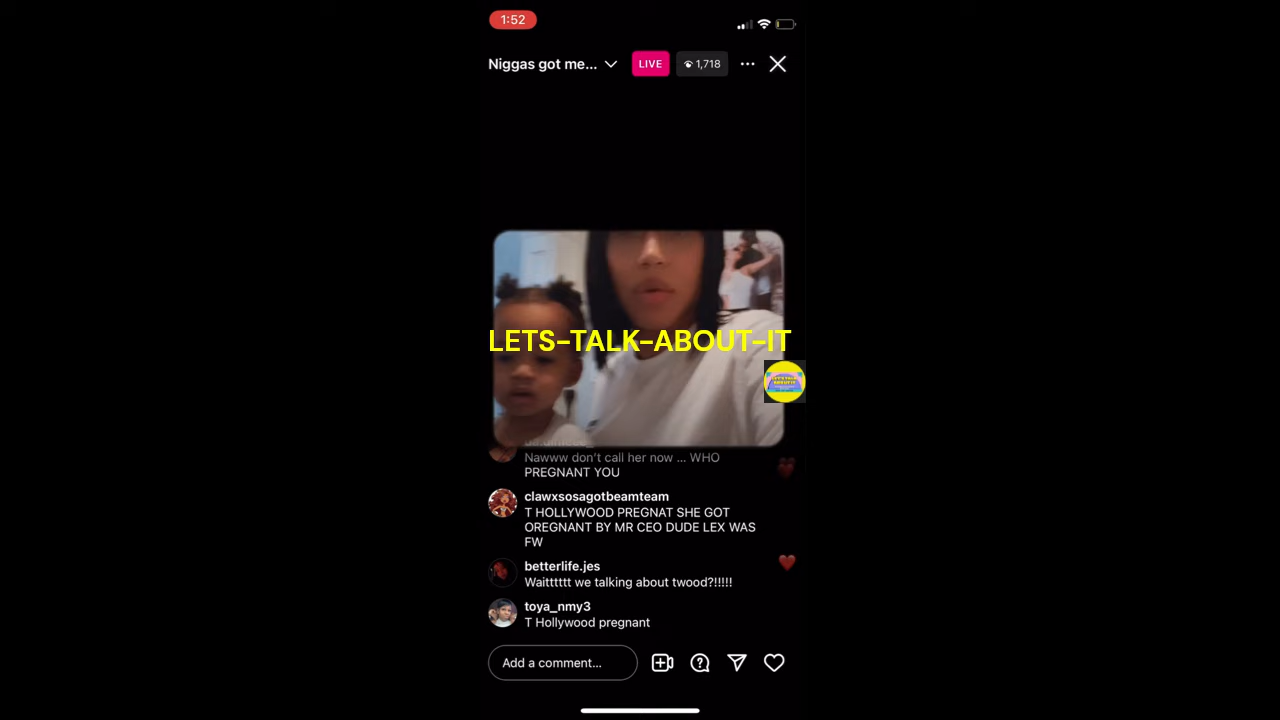 1:52
Niggas got me...
LIVE
1,718
LETS-TALK-ABOUT-IT
Nawww don't call her now ... WHO
PREGNANT YOU
clawxsosagotbeamteam
T HOLLYWOOD PREGNAT SHE GOT
OREGNANT BY MR CEO DUDE LEX WAS
FW
betterlife.jes
Waitttttt we talking about twood?!!!!!
toya_nmy3
T Hollywood pregnant
Add a comment...